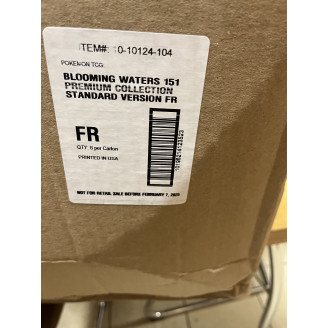 ITEM#: 10-10124-104
POKEMON TCG:
BLOOMING WATERS 151
PREMIUM COLLECTION
STANDARD VERSION FR
FR
QTY: 6 per Carton
PRINTED IN USA
NOT FOR RETAIL SALE BEFORE FEBRUARY 7, 2025